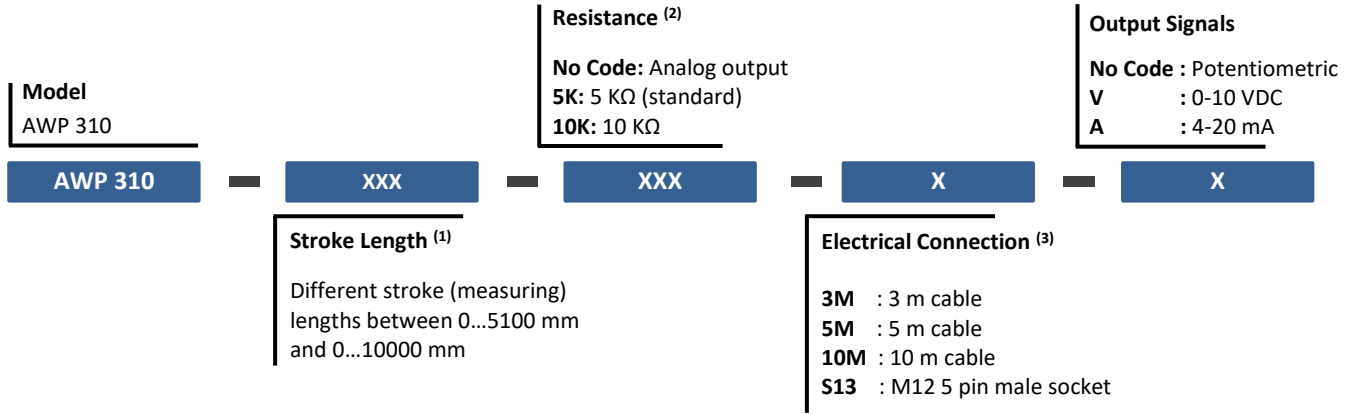 Model
AWP 310
Resistance (2)
No Code: Analog output
5K: 5 KΩ (standard)
10K: 10 KΩ
Output Signals
No Code : Potentiometric
V : 0-10 VDC
A : 4-20 mA
AWP 310 — XXX — XXX — X — X
Stroke Length (1)
Different stroke (measuring)
lengths between 0...5100 mm
and 0...10000 mm
Electrical Connection (3)
3M : 3 m cable
5M : 5 m cable
10M : 10 m cable
S13 : M12 5 pin male socket